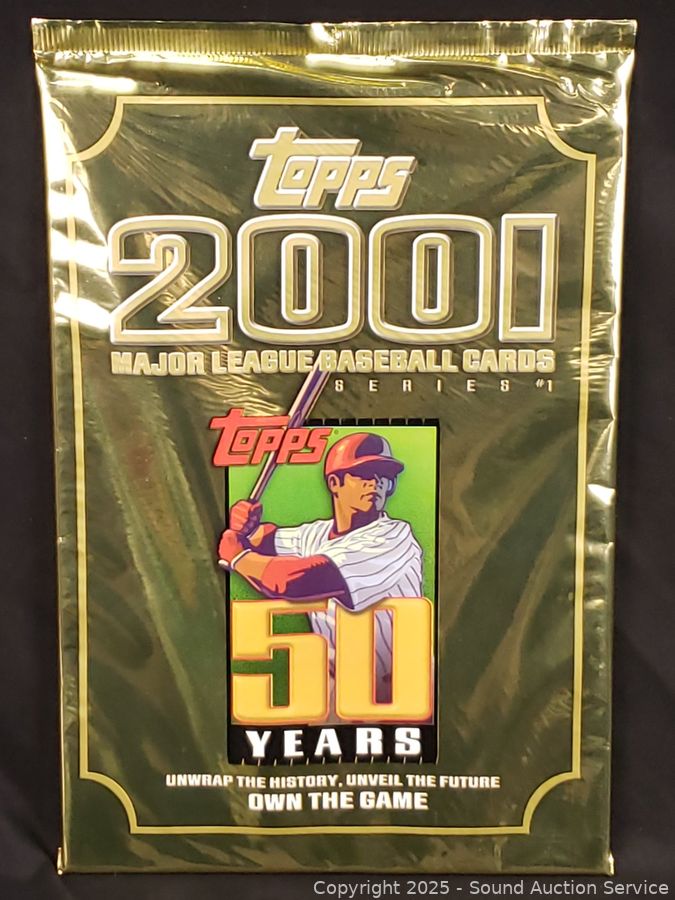 Topps
2001
MAJOR LEAGUE BASEBALL CARDS
SERIES #1
Topps
50
YEARS
UNWRAP THE HISTORY, UNVEIL THE FUTURE
OWN THE GAME
Copyright 2025 - Sound Auction Service